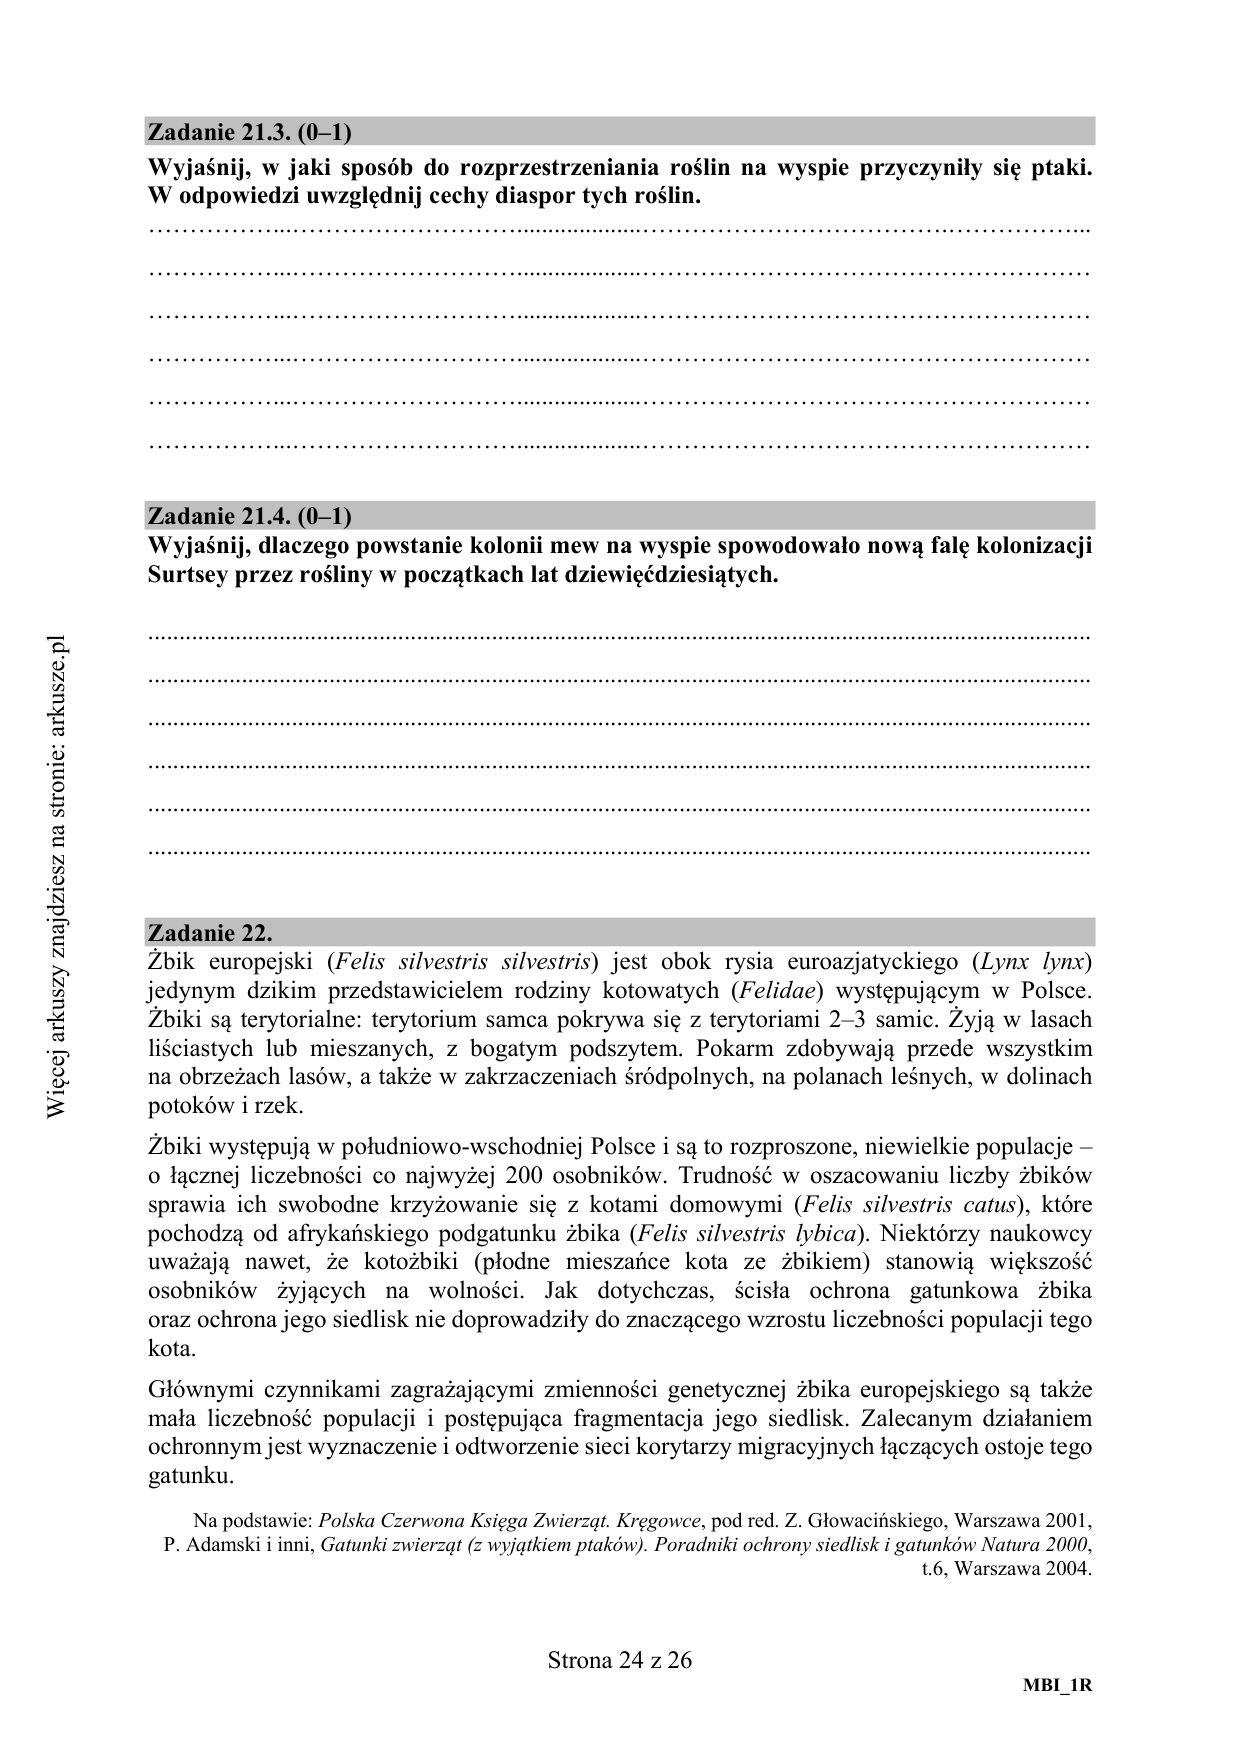 Zadanie 21.3. (0–1)
Wyjaśnij, w jaki sposób do rozprzestrzeniania roślin na wyspie przyczyniły się ptaki.
W odpowiedzi uwzględnij cechy diaspor tych roślin.
Zadanie 21.4. (0–1)
Wyjaśnij, dlaczego powstanie kolonii mew na wyspie spowodowało nową falę kolonizacji
Surtsey przez rośliny w początkach lat dziewięćdziesiątych.
Zadanie 22.
Żbik europejski (Felis silvestris silvestris) jest obok rysia euroazjatyckiego (Lynx lynx)
jedynym dzikim przedstawicielem rodziny kotowatych (Felidae) występującym w Polsce.
Żbiki są terytorialne: terytorium samca pokrywa się z terytoriami 2–3 samic. Żyją w lasach
liściastych lub mieszanych, z bogatym podszytem. Pokarm zdobywają przede wszystkim
na obrzeżach lasów, a także w zakrzaczeniach śródpolnych, na polanach leśnych, w dolinach
potoków i rzek.
Żbiki występują w południowo-wschodniej Polsce i są to rozproszone, niewielkie populacje –
o łącznej liczebności co najwyżej 200 osobników. Trudność w oszacowaniu liczby żbików
sprawia ich swobodne krzyżowanie się z kotami domowymi (Felis silvestris catus), które
pochodzą od afrykańskiego podgatunku żbika (Felis silvestris lybica). Niektórzy naukowcy
uważają nawet, że kotożbiki (płodne mieszańce kota ze żbikiem) stanowią większość
osobników żyjących na wolności. Jak dotychczas, ścisła ochrona gatunkowa żbika
oraz ochrona jego siedlisk nie doprowadziły do znaczącego wzrostu liczebności populacji tego
kota.
Głównymi czynnikami zagrażającymi zmienności genetycznej żbika europejskiego są także
mała liczebność populacji i postępująca fragmentacja jego siedlisk. Zalecanym działaniem
ochronnym jest wyznaczenie i odtworzenie sieci korytarzy migracyjnych łączących ostoje tego
gatunku.
Na podstawie: Polska Czerwona Księga Zwierząt. Kręgowce, pod red. Z. Głowacińskiego, Warszawa 2001,
P. Adamski i inni, Gatunki zwierząt (z wyjątkiem ptaków). Poradniki ochrony siedlisk i gatunków Natura 2000,
t.6, Warszawa 2004.
Strona 24 z 26
MBI_1R
Więcej arkuszy znajdziesz na stronie: arkusze.pl